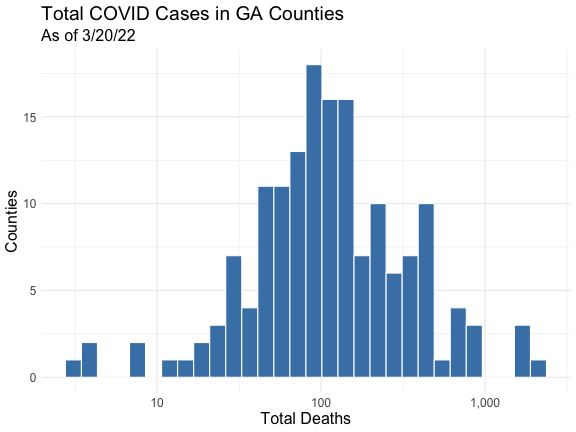 Total COVID Cases in GA Counties
As of 3/20/22
15
10
5
0
Counties
10
100
1,000
Total Deaths